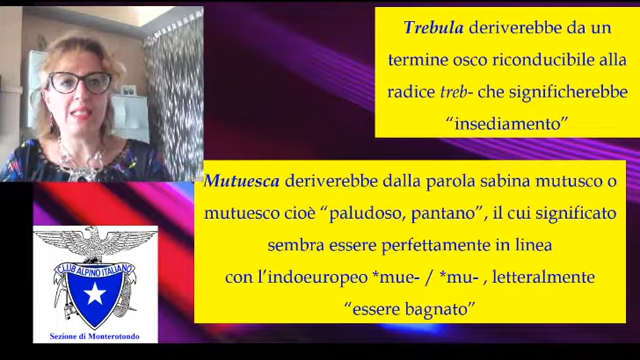 Trebula deriverebbe da un
termine osco riconducibile alla
radice treb- che significherebbe
“insediamento”
Mutuesca deriverebbe dalla parola sabina mutusco o
mutuesco cioè “paludoso, pantano”, il cui significato
sembra essere perfettamente in linea
con l’indoeuropeo *mue- / *mu- , letteralmente
“essere bagnato”
CLUB ALPINO ITALIANO
Sezione di Monterotondo